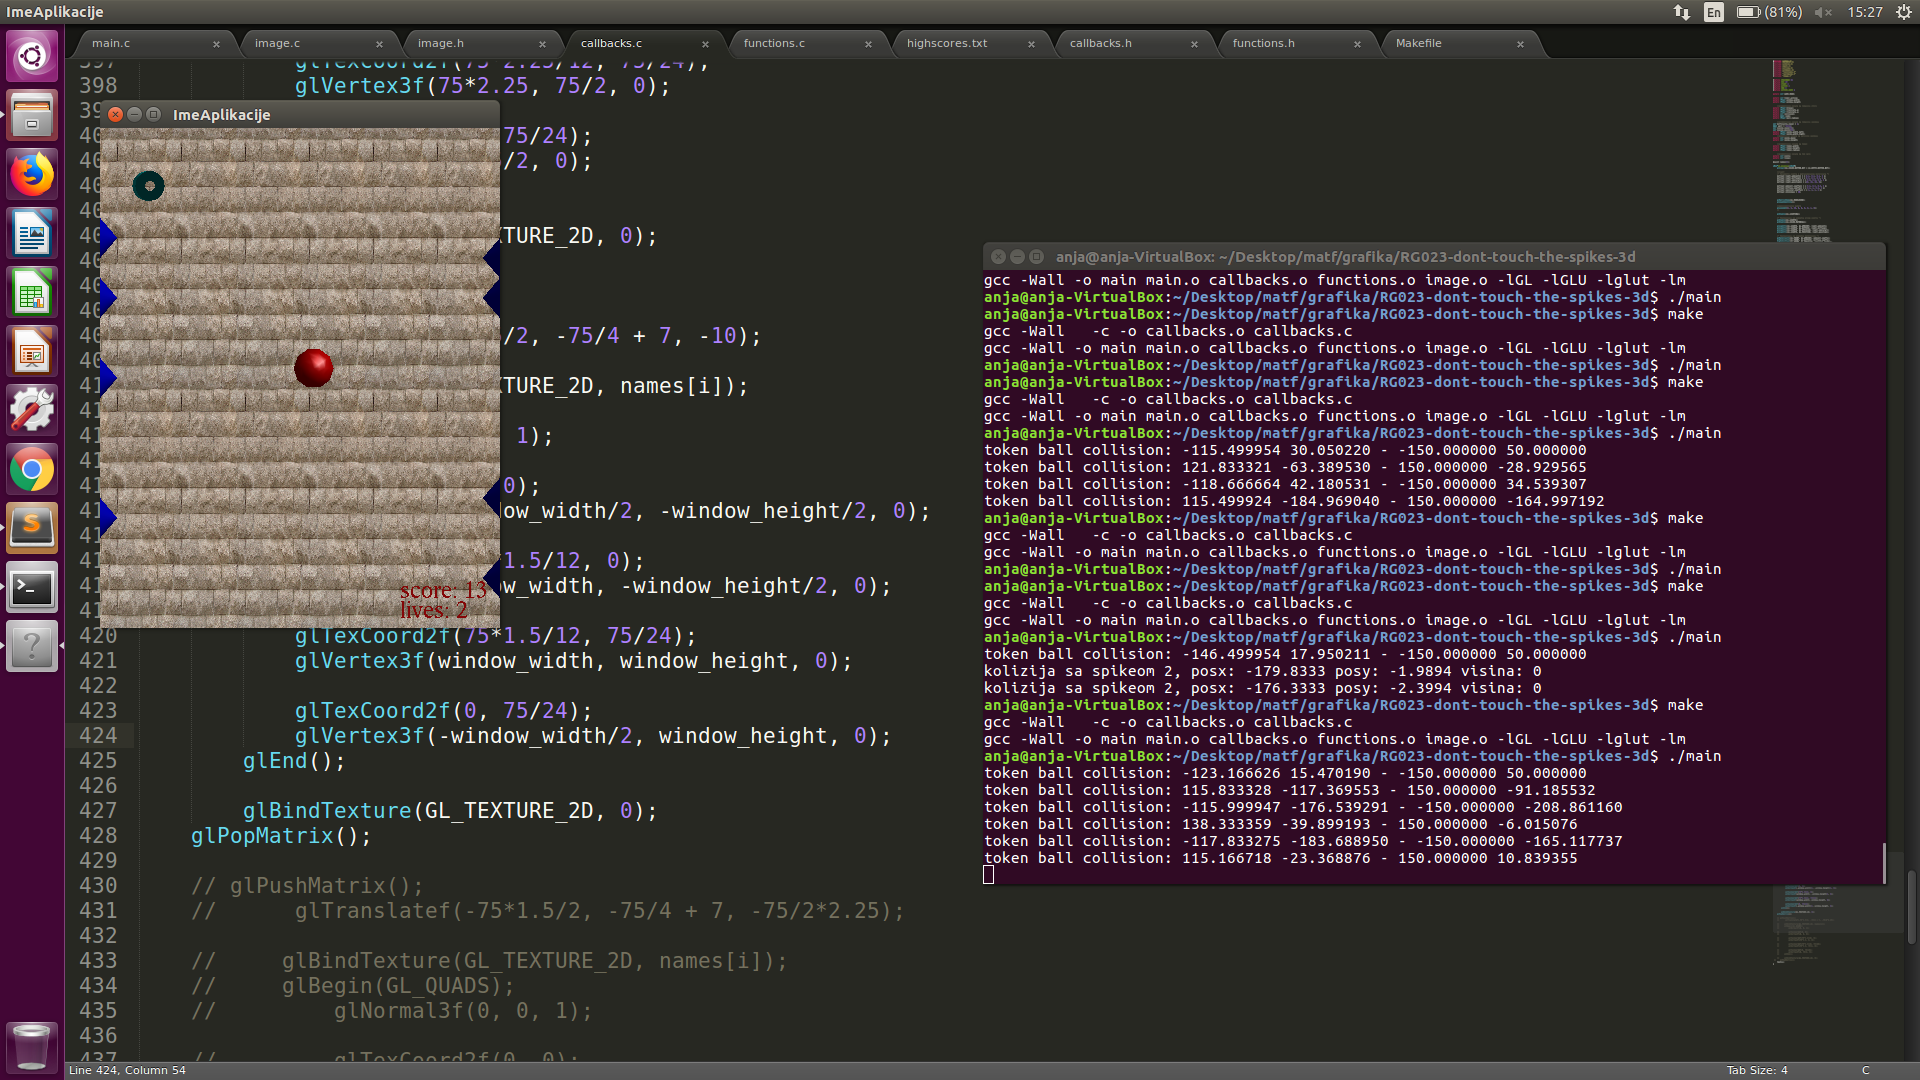 ImeAplikacije
En
(81%)
15:27
main.c
image.c
image.h
callbacks.c
functions.c
highscores.txt
callbacks.h
functions.h
Makefile
397 glTexCoord2f(75*2.25/12, 75/24);
398 glVertex3f(75*2.25, 75/2, 0);
ImeAplikacije
75/24);
/2, 0);
TURE_2D, 0);
/2, -75/4 + 7, -10);
TURE_2D, names[i]);
1);
0);
ow_width/2, -window_height/2, 0);
1.5/12, 0);
w_width, -window_height/2, 0);
score: 13
lives: 2
420 glTexCoord2f(75*1.5/12, 75/24);
421 glVertex3f(window_width, window_height, 0);
422
423 glTexCoord2f(0, 75/24);
424 glVertex3f(-window_width/2, window_height, 0);
425 glEnd();
426
427 glBindTexture(GL_TEXTURE_2D, 0);
428 glPopMatrix();
429
430 // glPushMatrix();
431 // glTranslatef(-75*1.5/2, -75/4 + 7, -75/2*2.25);
432
433 // glBindTexture(GL_TEXTURE_2D, names[i]);
434 // glBegin(GL_QUADS);
435 // glNormal3f(0, 0, 1);
436
437 // glTexCoord2f(0, 0);
anja@anja-VirtualBox: ~/Desktop/matf/grafika/RG023-dont-touch-the-spikes-3d
gcc -Wall -o main main.o callbacks.o functions.o image.o -lGL -lGLU -lglut -lm
anja@anja-VirtualBox:~/Desktop/matf/grafika/RG023-dont-touch-the-spikes-3d$ ./main
anja@anja-VirtualBox:~/Desktop/matf/grafika/RG023-dont-touch-the-spikes-3d$ make
gcc -Wall   -c -o callbacks.o callbacks.c
gcc -Wall -o main main.o callbacks.o functions.o image.o -lGL -lGLU -lglut -lm
anja@anja-VirtualBox:~/Desktop/matf/grafika/RG023-dont-touch-the-spikes-3d$ ./main
anja@anja-VirtualBox:~/Desktop/matf/grafika/RG023-dont-touch-the-spikes-3d$ make
gcc -Wall   -c -o callbacks.o callbacks.c
gcc -Wall -o main main.o callbacks.o functions.o image.o -lGL -lGLU -lglut -lm
anja@anja-VirtualBox:~/Desktop/matf/grafika/RG023-dont-touch-the-spikes-3d$ ./main
token ball collision: -115.499954 30.050220 - -150.000000 50.000000
token ball collision: 121.833321 -63.389530 - 150.000000 -28.929565
token ball collision: -118.666664 42.180531 - -150.000000 34.539307
token ball collision: 115.499924 -184.969040 - 150.000000 -164.997192
anja@anja-VirtualBox:~/Desktop/matf/grafika/RG023-dont-touch-the-spikes-3d$ make
gcc -Wall   -c -o callbacks.o callbacks.c
gcc -Wall -o main main.o callbacks.o functions.o image.o -lGL -lGLU -lglut -lm
anja@anja-VirtualBox:~/Desktop/matf/grafika/RG023-dont-touch-the-spikes-3d$ ./main
anja@anja-VirtualBox:~/Desktop/matf/grafika/RG023-dont-touch-the-spikes-3d$ make
gcc -Wall   -c -o callbacks.o callbacks.c
gcc -Wall -o main main.o callbacks.o functions.o image.o -lGL -lGLU -lglut -lm
anja@anja-VirtualBox:~/Desktop/matf/grafika/RG023-dont-touch-the-spikes-3d$ ./main
token ball collision: -146.499954 17.950211 - -150.000000 50.000000
kolizija sa spikeom 2, posx: -179.8333 posy: -1.9894 visina: 0
kolizija sa spikeom 2, posx: -176.3333 posy: -2.3994 visina: 0
anja@anja-VirtualBox:~/Desktop/matf/grafika/RG023-dont-touch-the-spikes-3d$ make
gcc -Wall   -c -o callbacks.o callbacks.c
gcc -Wall -o main main.o callbacks.o functions.o image.o -lGL -lGLU -lglut -lm
anja@anja-VirtualBox:~/Desktop/matf/grafika/RG023-dont-touch-the-spikes-3d$ ./main
token ball collision: -123.166626 15.470190 - -150.000000 50.000000
token ball collision: 115.833328 -117.369553 - 150.000000 -91.185532
token ball collision: -115.999947 -176.539291 - -150.000000 -208.861160
token ball collision: 138.333359 -39.899193 - 150.000000 -6.015076
token ball collision: -117.833275 -183.688950 - -150.000000 -165.117737
token ball collision: 115.166718 -23.368876 - 150.000000 10.839355
Line 424, Column 54
Tab Size: 4
C